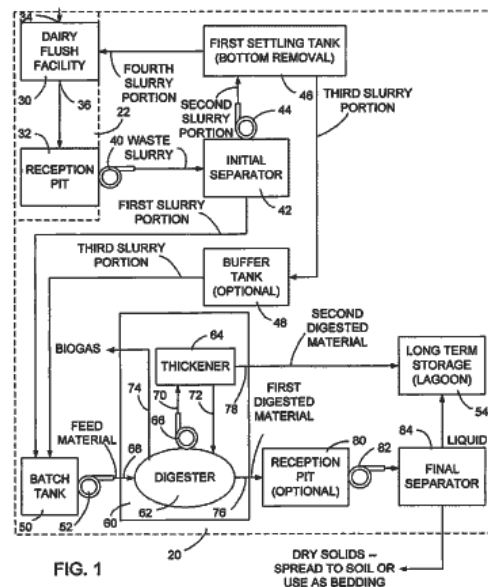 34
DAIRY
FLUSH
FACILITY
30
36
FOURTH
SLURRY
PORTION
FIRST SETTLING TANK
(BOTTOM REMOVAL)
46
SECOND
SLURRY
PORTION
44
THIRD SLURRY
PORTION
22
32
RECEPTION
PIT
40 WASTE
SLURRY
INITIAL
SEPARATOR
42
FIRST SLURRY
PORTION
THIRD SLURRY
PORTION
BUFFER
TANK
(OPTIONAL)
48
SECOND
DIGESTED
MATERIAL
64
THICKENER
BIOGAS
74
70
72
78
66
FIRST
DIGESTED
MATERIAL
LONG TERM
STORAGE
(LAGOON)
54
FEED
MATERIAL
68
BATCH
TANK
50
52
DIGESTER
62
60
76
80
RECEPTION
PIT
(OPTIONAL)
82
84
LIQUID
FINAL
SEPARATOR
20
FIG. 1
DRY SOLIDS –
SPREAD TO SOIL OR
USE AS BEDDING